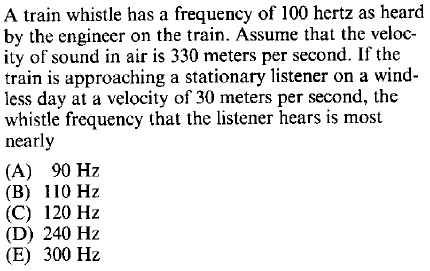 A train whistle has a frequency of 100 hertz as heard
by the engineer on the train. Assume that the veloc-
ity of sound in air is 330 meters per second. If the
train is approaching a stationary listener on a wind-
less day at a velocity of 30 meters per second, the
whistle frequency that the listener hears is most
nearly
(A) 90 Hz
(B) 110 Hz
(C) 120 Hz
(D) 240 Hz
(E) 300 Hz